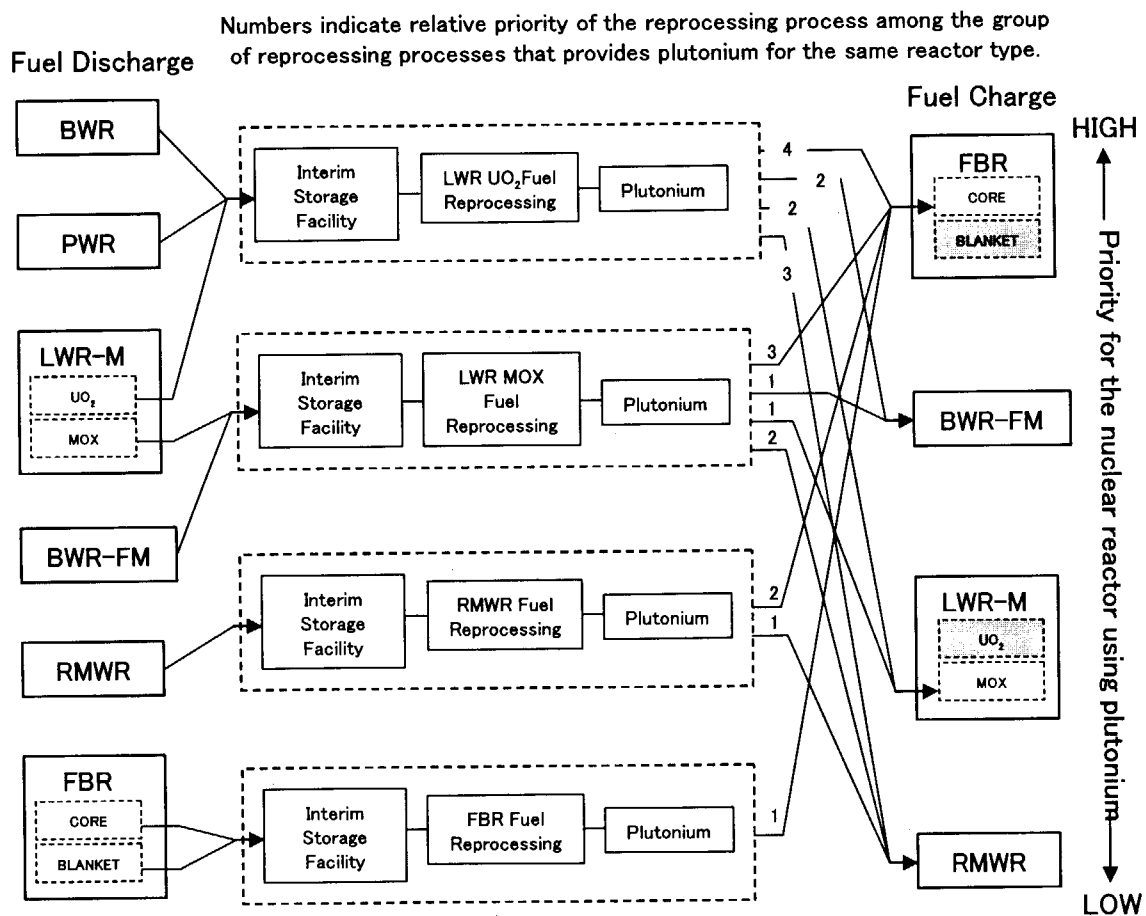 Numbers indicate relative priority of the reprocessing process among the group
of reprocessing processes that provides plutonium for the same reactor type.
Fuel Discharge
Fuel Charge
BWR
PWR
LWR-M
UO₂
MOX
BWR-FM
RMWR
FBR
CORE
BLANKET
Interim
Storage
Facility
LWR UO₂Fuel
Reprocessing
Plutonium
4
2
2
3
Interim
Storage
Facility
LWR MOX
Fuel
Reprocessing
Plutonium
3
1
1
2
Interim
Storage
Facility
RMWR Fuel
Reprocessing
Plutonium
2
1
Interim
Storage
Facility
FBR Fuel
Reprocessing
Plutonium
1
FBR
CORE
BLANKET
BWR-FM
LWR-M
UO₂
MOX
RMWR
HIGH
Priority for the nuclear reactor using plutonium
LOW